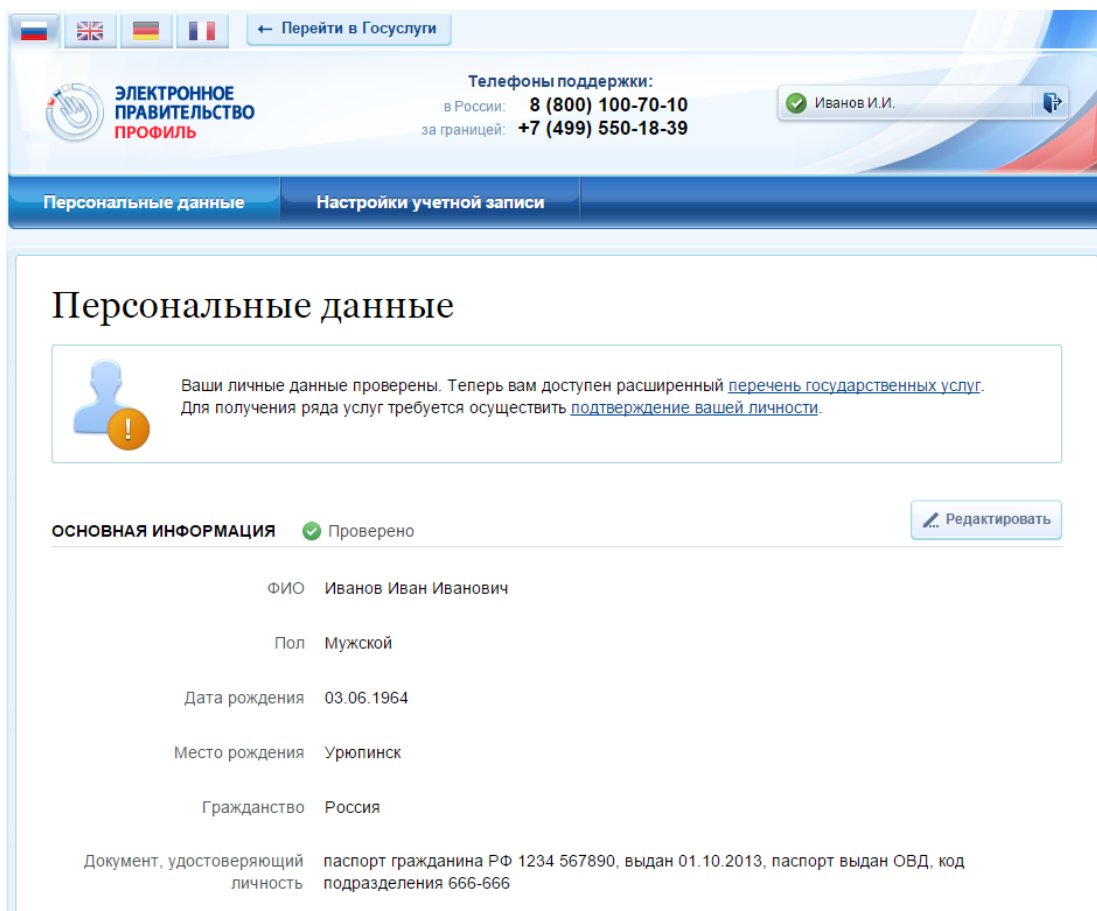 ← Перейти в Госуслуги
ЭЛЕКТРОННОЕ
ПРАВИТЕЛЬСТВО
ПРОФИЛЬ
Телефоны поддержки:
в России: 8 (800) 100-70-10
за границей: +7 (499) 550-18-39
Иванов И.И.
Персональные данные
Настройки учетной записи
Персональные данные
Ваши личные данные проверены. Теперь вам доступен расширенный перечень государственных услуг.
Для получения ряда услуг требуется осуществить подтверждение вашей личности.
ОСНОВНАЯ ИНФОРМАЦИЯ Проверено
Редактировать
ФИО Иванов Иван Иванович
Пол Мужской
Дата рождения 03.06.1964
Место рождения Урюпинск
Гражданство Россия
Документ, удостоверяющий паспорт гражданина РФ 1234 567890, выдан 01.10.2013, паспорт выдан ОВД, код
личность подразделения 666-666